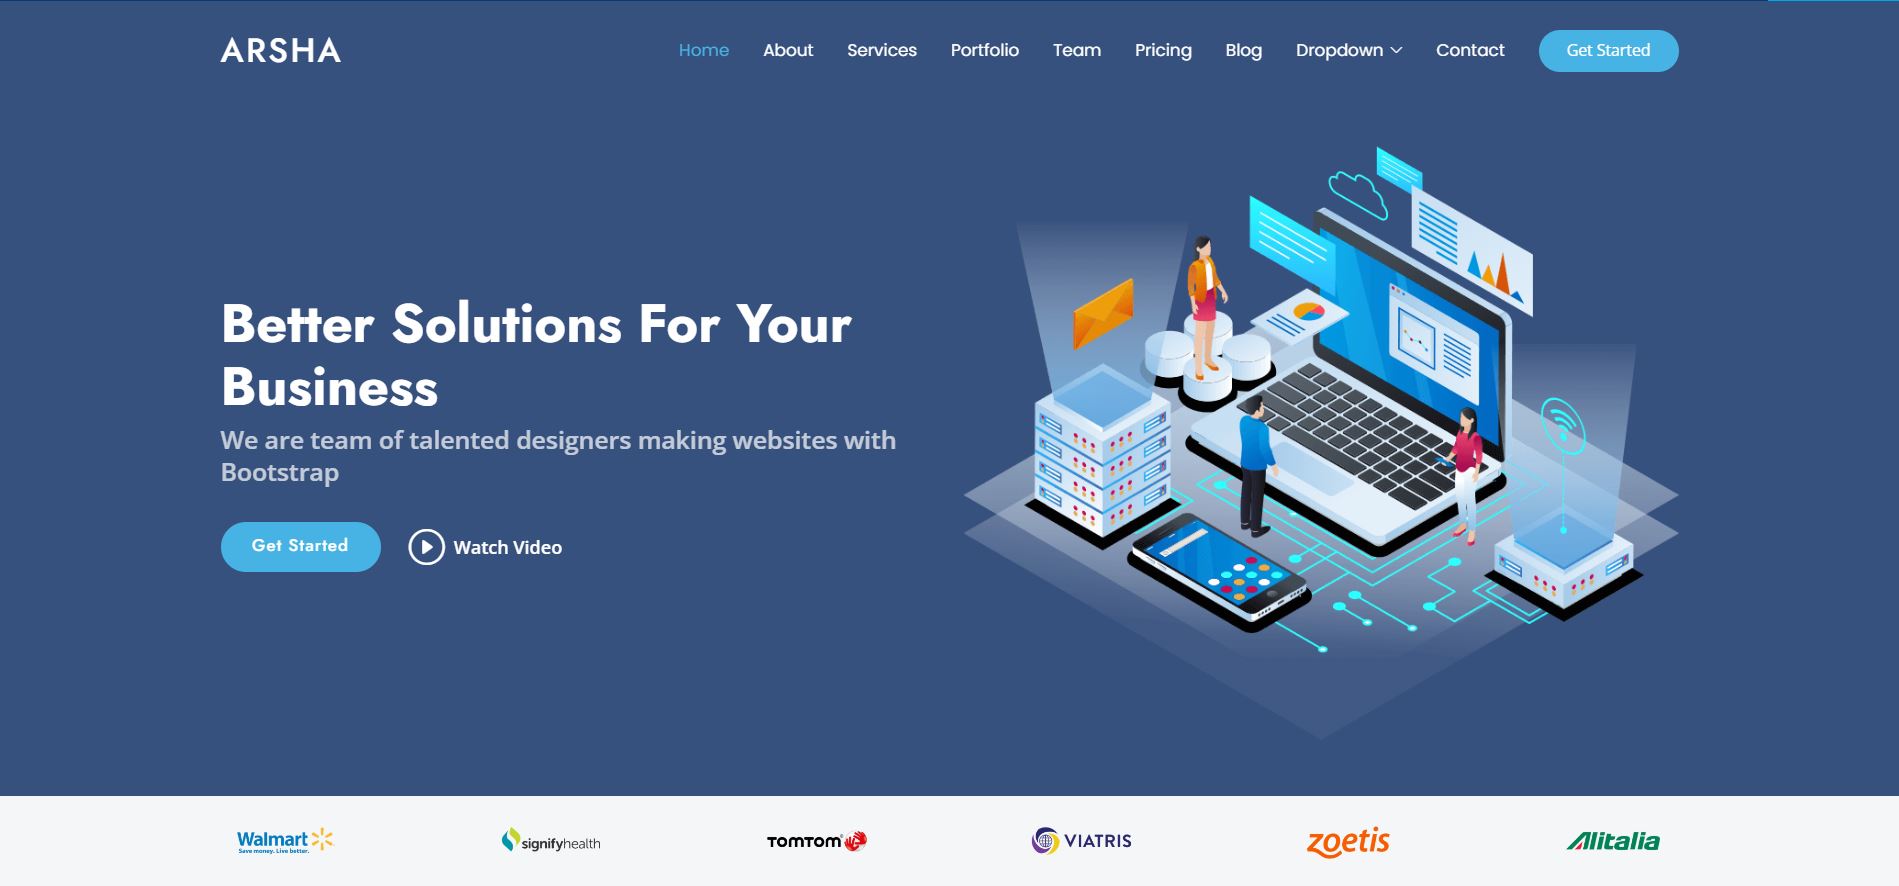 ARSHA
Home About Services Portfolio Team Pricing Blog Dropdown Contact Get Started
Better Solutions For Your
Business
We are team of talented designers making websites with
Bootstrap
Get Started Watch Video
Walmart
Save money. Live better.
signifyhealth
TOMTOM
VIATRIS
zoetis
Alitalia